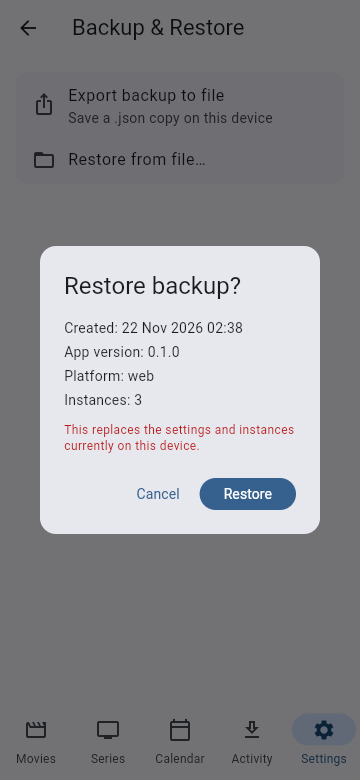 Backup & Restore
Export backup to file
Save a .json copy on this device
Restore from file…
Restore backup?
Created: 22 Nov 2026 02:38
App version: 0.1.0
Platform: web
Instances: 3
This replaces the settings and instances
currently on this device.
Cancel
Restore
Movies
Series
Calendar
Activity
Settings